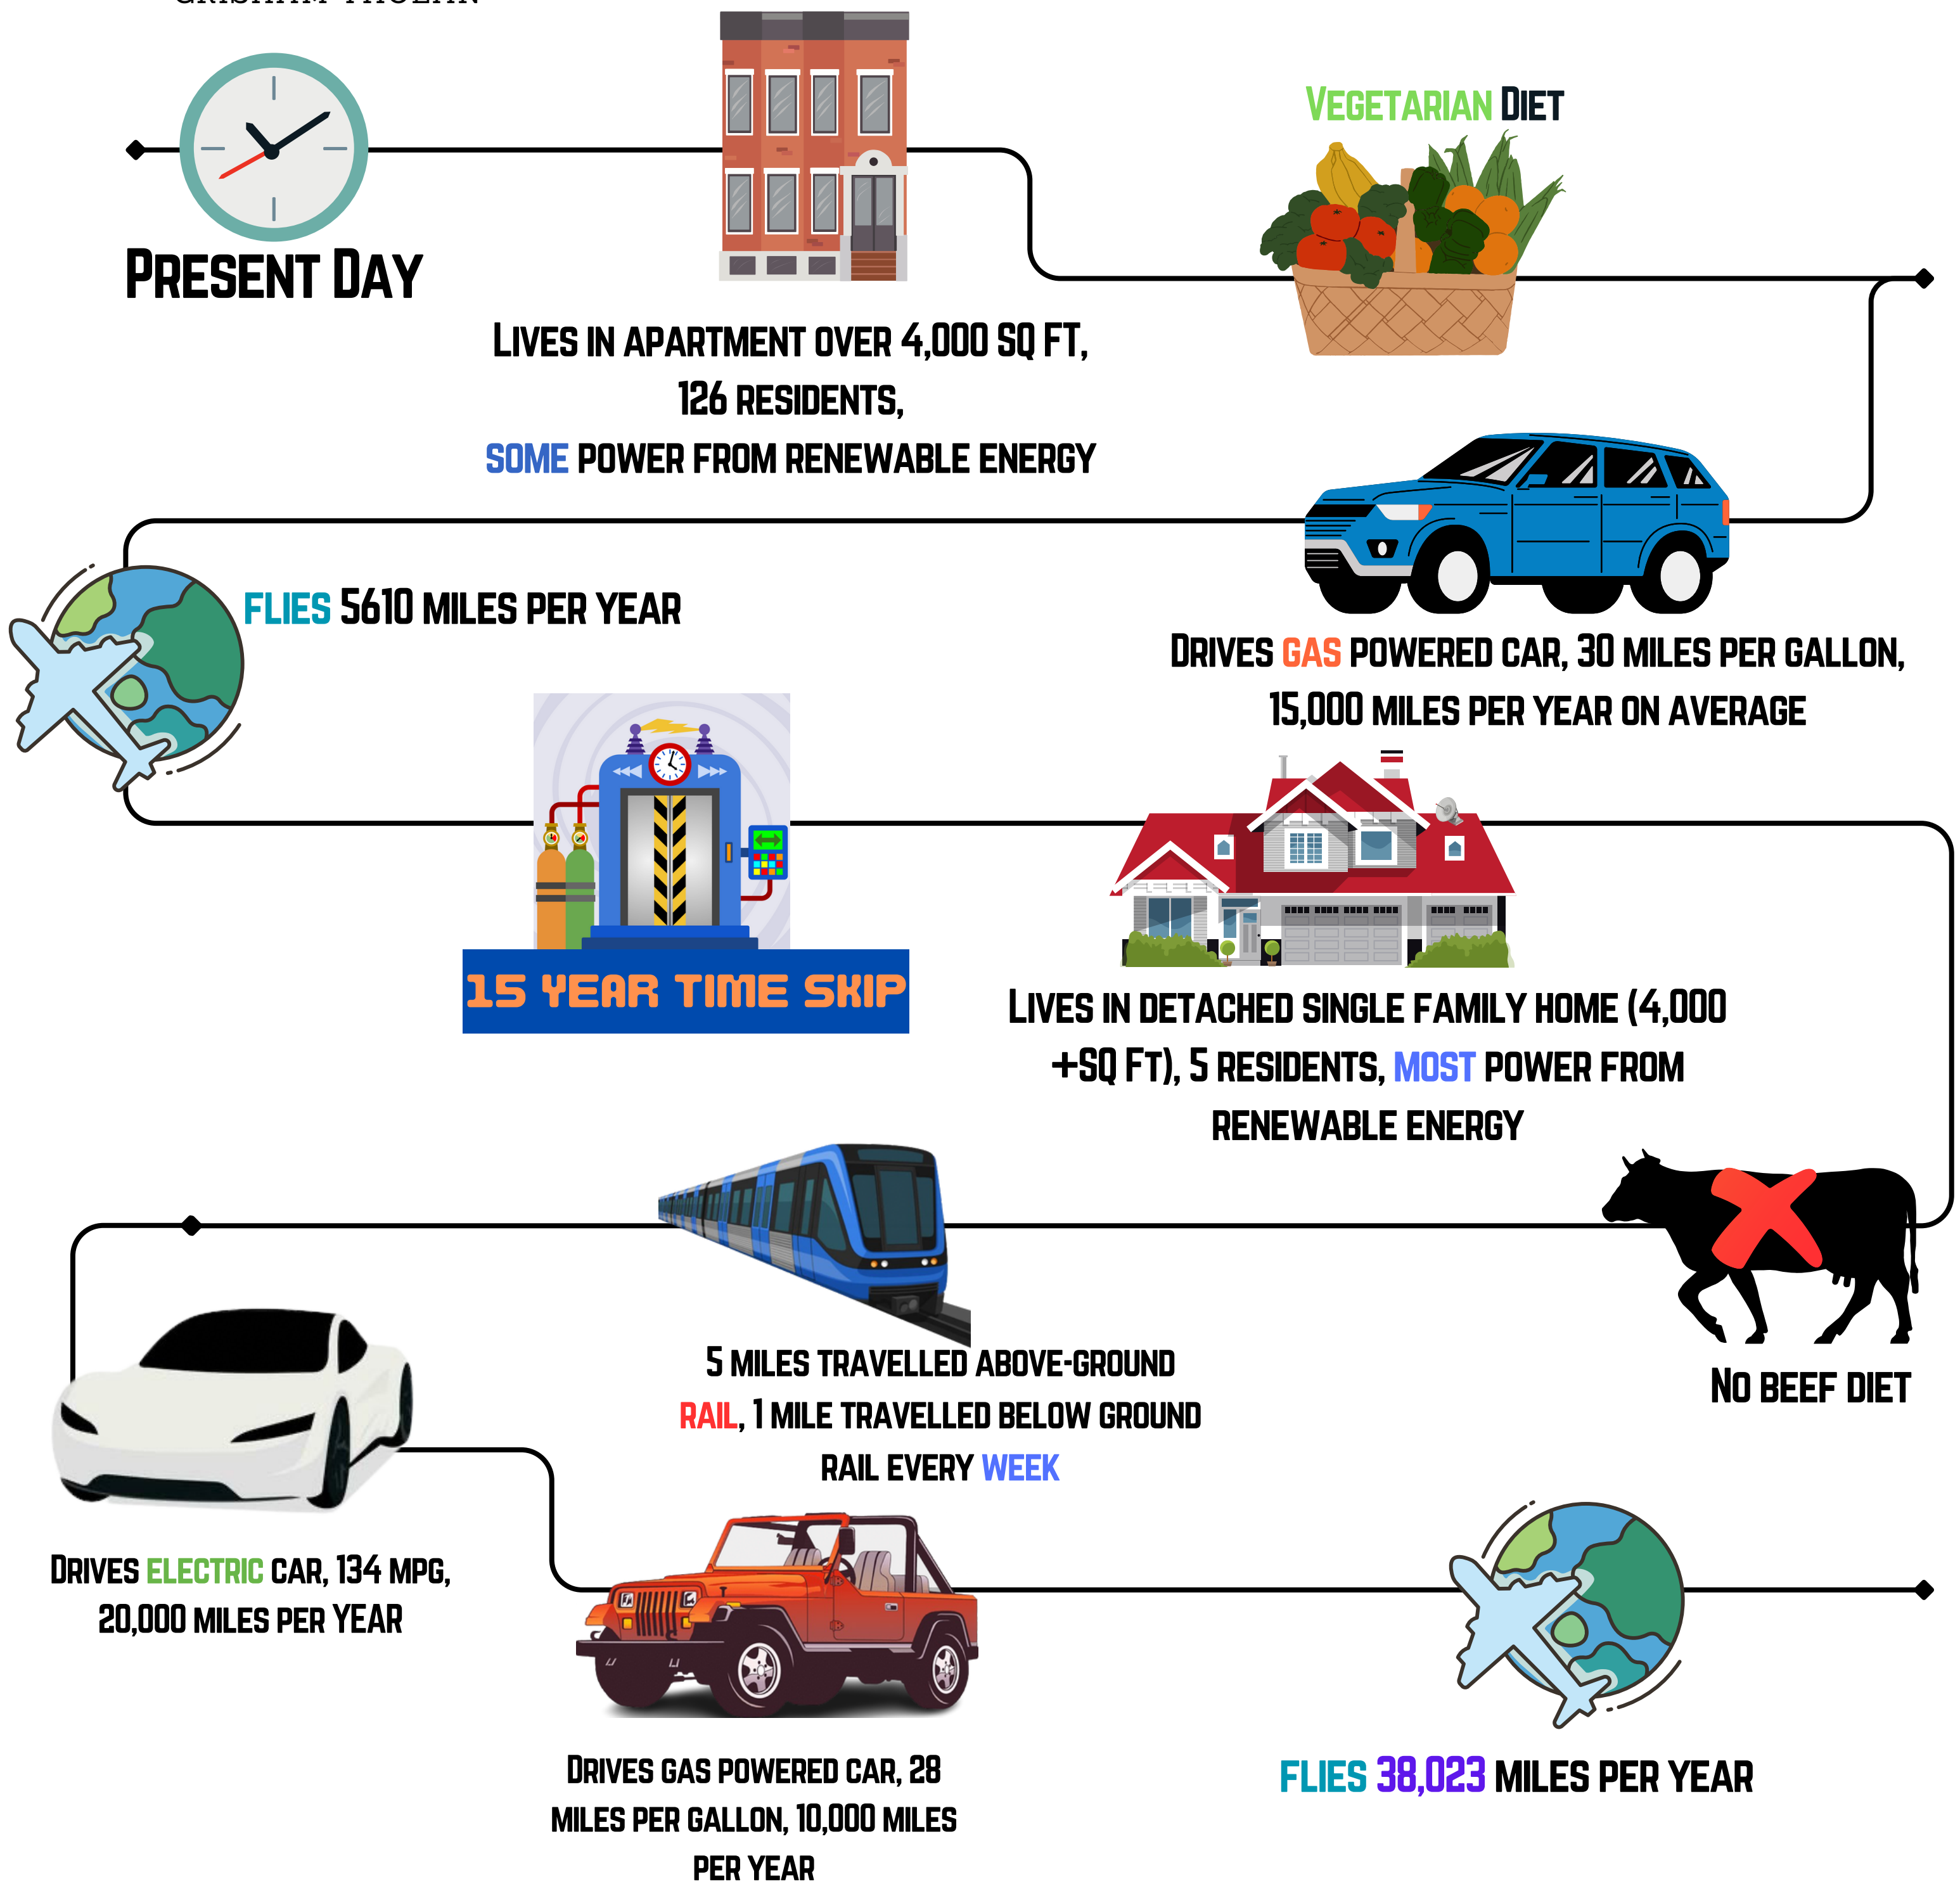 PRESENT DAY
VEGETARIAN DIET
LIVES IN APARTMENT OVER 4,000 SQ FT,
126 RESIDENTS,
SOME POWER FROM RENEWABLE ENERGY
DRIVES GAS POWERED CAR, 30 MILES PER GALLON,
15,000 MILES PER YEAR ON AVERAGE
FLIES 5610 MILES PER YEAR
15 YEAR TIME SKIP
LIVES IN DETACHED SINGLE FAMILY HOME (4,000
+SQ FT), 5 RESIDENTS, MOST POWER FROM
RENEWABLE ENERGY
NO BEEF DIET
5 MILES TRAVELLED ABOVE-GROUND
RAIL, 1 MILE TRAVELLED BELOW GROUND
RAIL EVERY WEEK
DRIVES ELECTRIC CAR, 134 MPG,
20,000 MILES PER YEAR
DRIVES GAS POWERED CAR, 28
MILES PER GALLON, 10,000 MILES
PER YEAR
FLIES 38,023 MILES PER YEAR